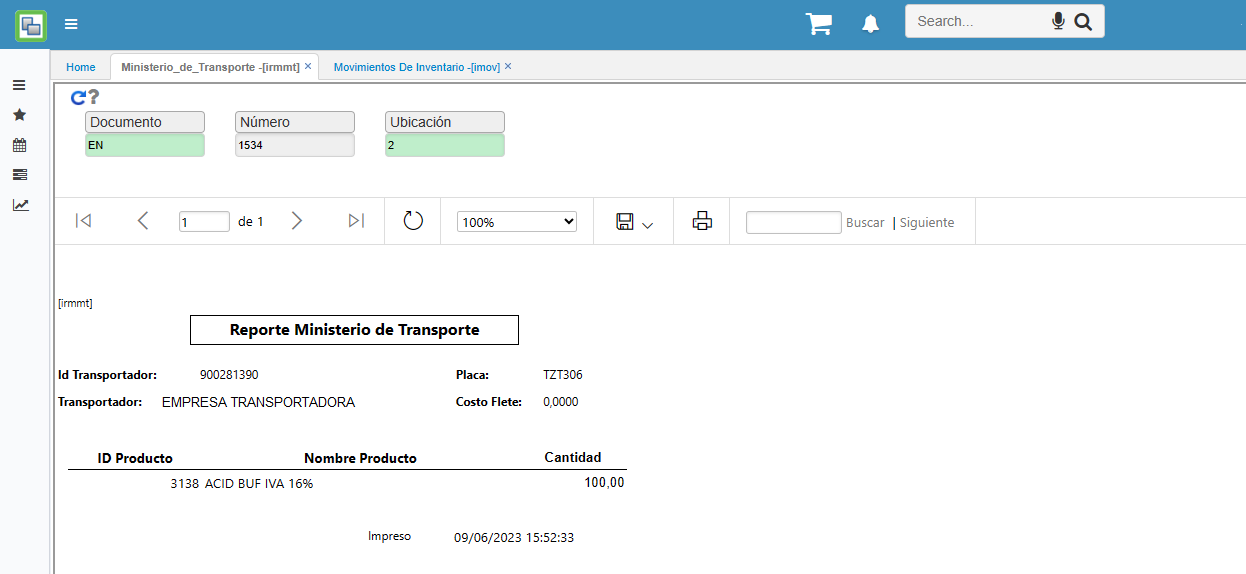 Search...
Home Ministerio_de_Transporte -[irmmt] × Movimientos De Inventario -[imov] ×
?
Documento Número Ubicación
EN 1534 2
1 de 1 100% Buscar | Siguiente
[irmmt]
Reporte Ministerio de Transporte
Id Transportador: 900281390 Placa: TZT306
Transportador: EMPRESA TRANSPORTADORA Costo Flete: 0,0000
ID Producto Nombre Producto Cantidad
3138 ACID BUF IVA 16% 100,00
Impreso 09/06/2023 15:52:33